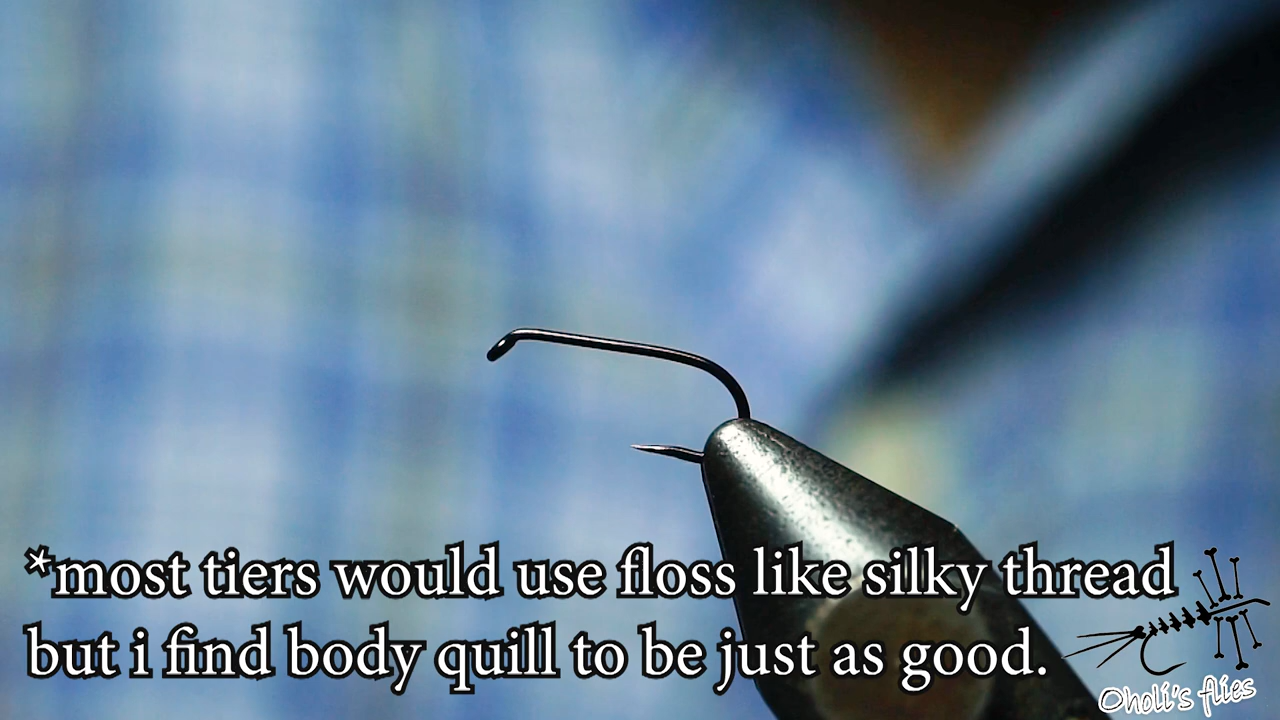 *most tiers would use floss like silky thread
but i find body quill to be just as good.
Oholi's flies